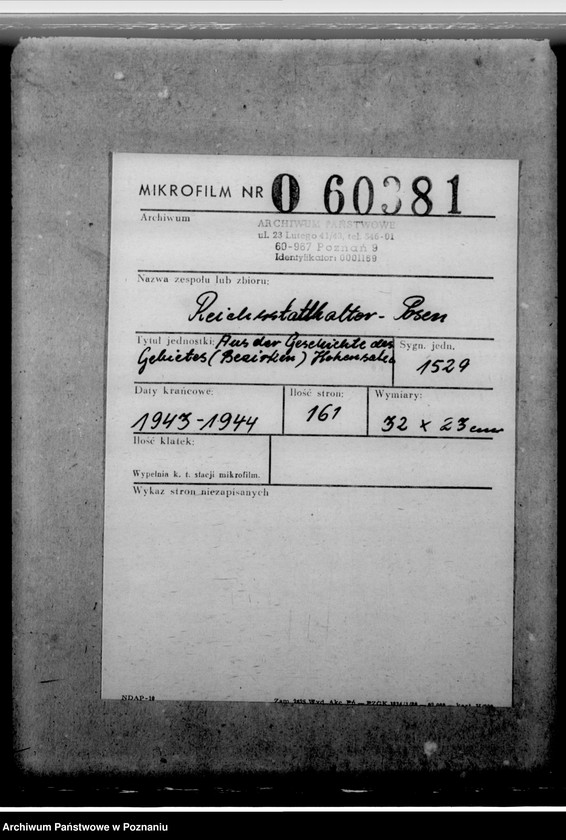 MIKROFILM NR O 60381
Archiwum
ARCHIWUM PAŃSTWOWE
ul. 23 Lutego 41/43, tel. 546-01
60-967 Poznań 9
Identyfikator: 0001169
Nazwa zespołu lub zbioru:
Reichsstatthalter - Posen
Tytuł jednostki: Aus der Geschichte des
Gebietes (Bezirken) Hohensalza
Sygn. jedn.
1529
Daty krańcowe:
1943-1944
Ilość stron:
161
Wymiary:
32 x 23 cm
Ilość klatek:
Wypełnia k. t. stacji mikrofilm.
Wykaz stron niezapisanych
NDAP-18
Archiwum Państwowe w Poznaniu